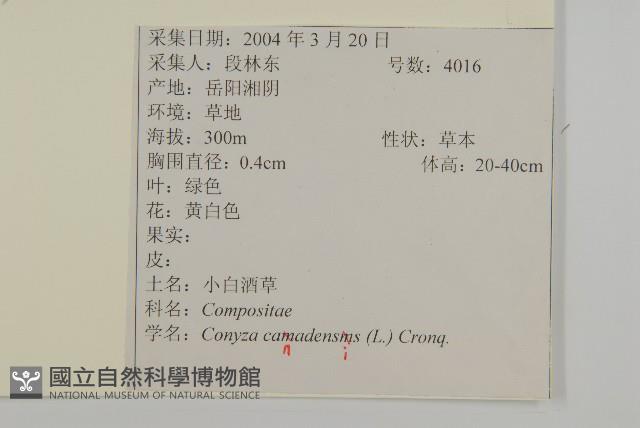 采集日期：2004 年 3 月 20 日
采集人：段林东 号数：4016
产地：岳阳湘阴
环境：草地
海拔：300m 性状：草本
胸围直径：0.4cm 体高：20-40cm
叶：绿色
花：黄白色
果实：
皮：
土名：小白酒草
科名：Compositae
学名：Conyza camadensms (L.) Cronq.
n i
國立自然科學博物館
NATIONAL MUSEUM OF NATURAL SCIENCE